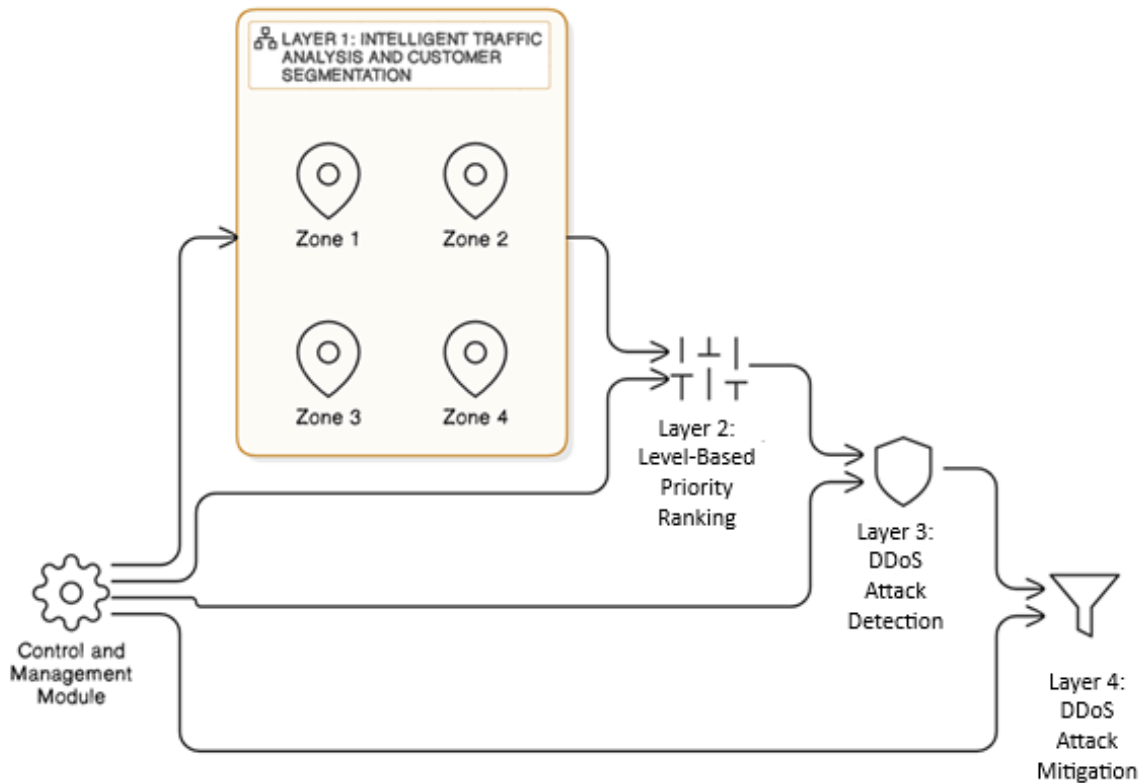 LAYER 1: INTELLIGENT TRAFFIC
ANALYSIS AND CUSTOMER
SEGMENTATION
Zone 1
Zone 2
Zone 3
Zone 4
Layer 2:
Level-Based
Priority
Ranking
Layer 3:
DDoS
Attack
Detection
Control and
Management
Module
Layer 4:
DDoS
Attack
Mitigation